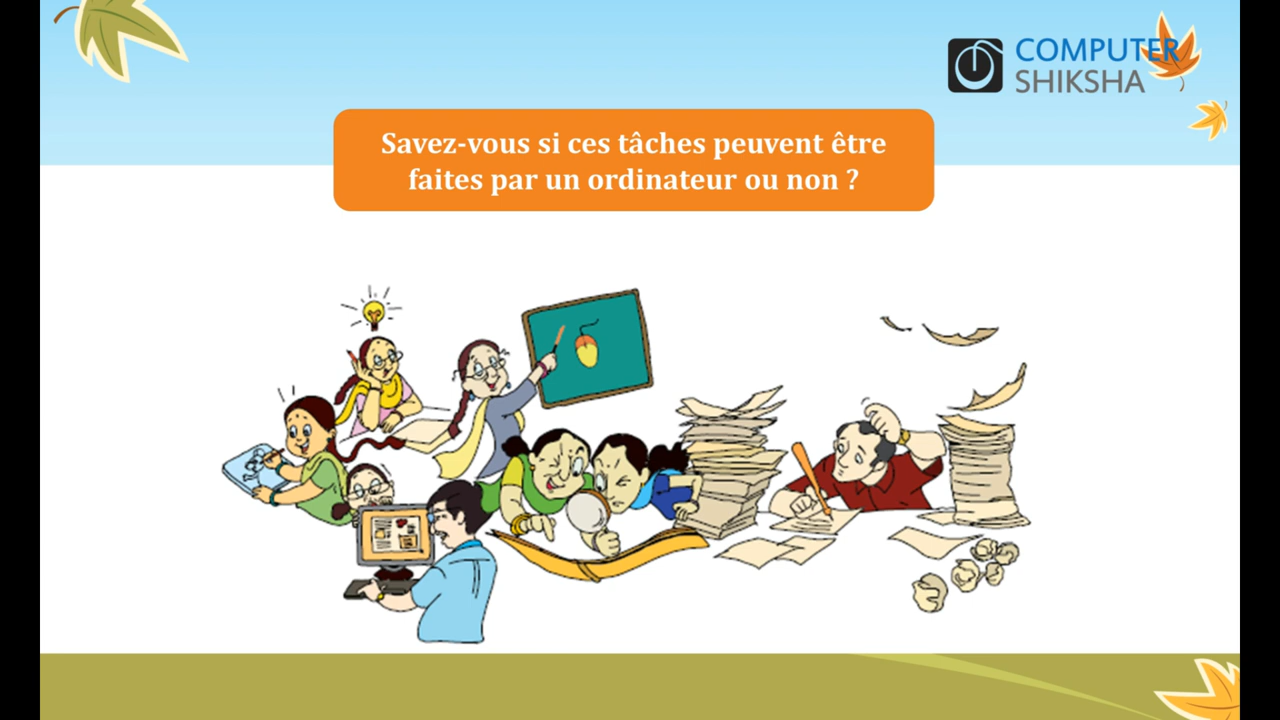 COMPUTER
SHIKSHA
Savez-vous si ces tâches peuvent être
faites par un ordinateur ou non ?